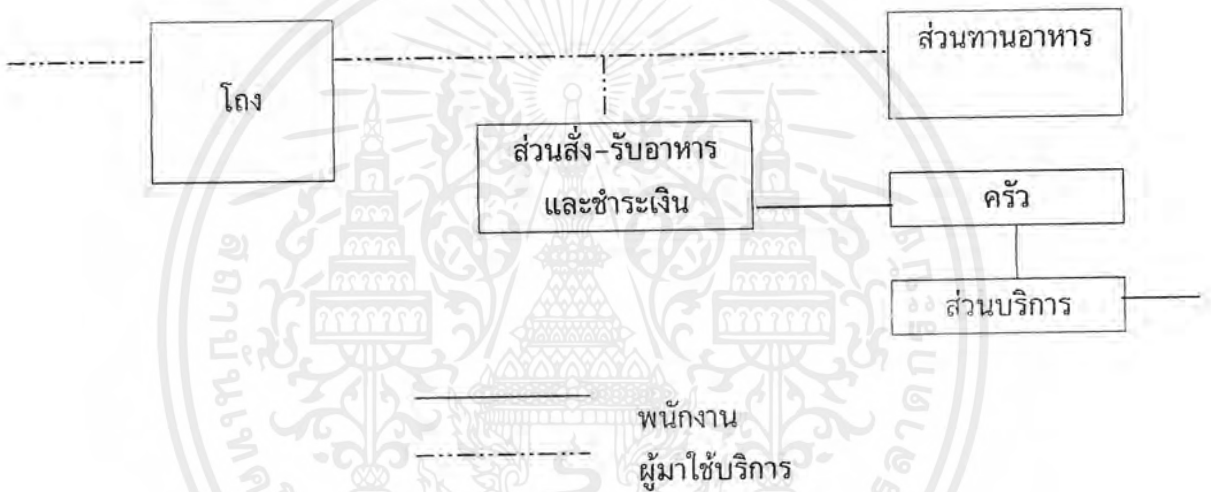 ส่วนทานอาหาร
โถง
ส่วนสั่ง-รับอาหาร
และชำระเงิน
ครัว
ส่วนบริการ
พนักงาน
ผู้มาใช้บริการ